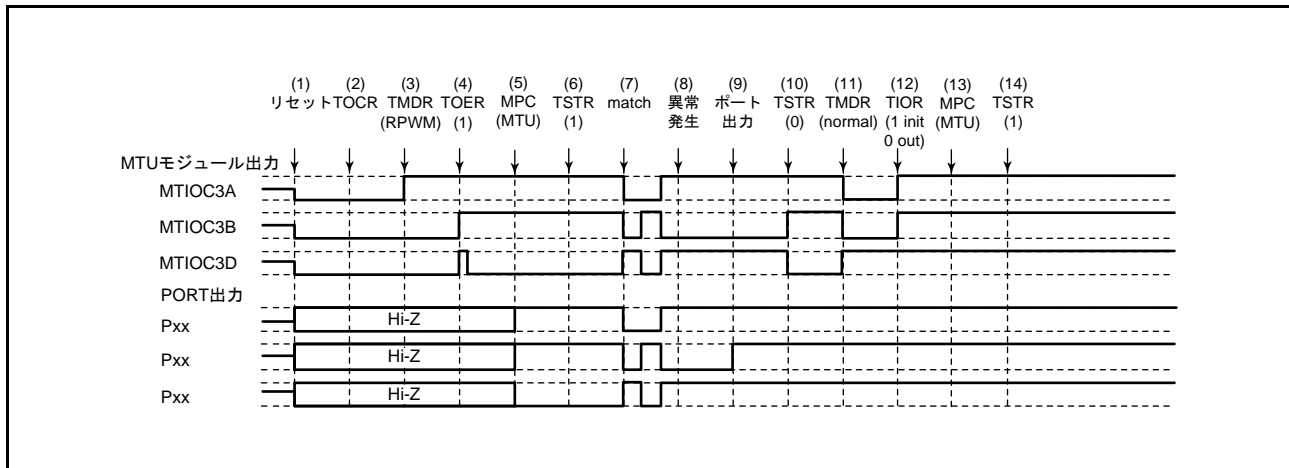 (1) (2) (3) (4) (5) (6) (7) (8) (9) (10) (11) (12) (13) (14)
リセット TOCR TMDR TOER MPC TSTR match 異常 ポート TSTR TMDR TIOR MPC TSTR
(RPWM) (1) (MTU) (1) 発生 出力 (0) (normal) (1 init (MTU) (1)
0 out)
MTUモジュール出力
MTIOC3A
MTIOC3B
MTIOC3D
PORT出力
Pxx Hi-Z
Pxx Hi-Z
Pxx Hi-Z